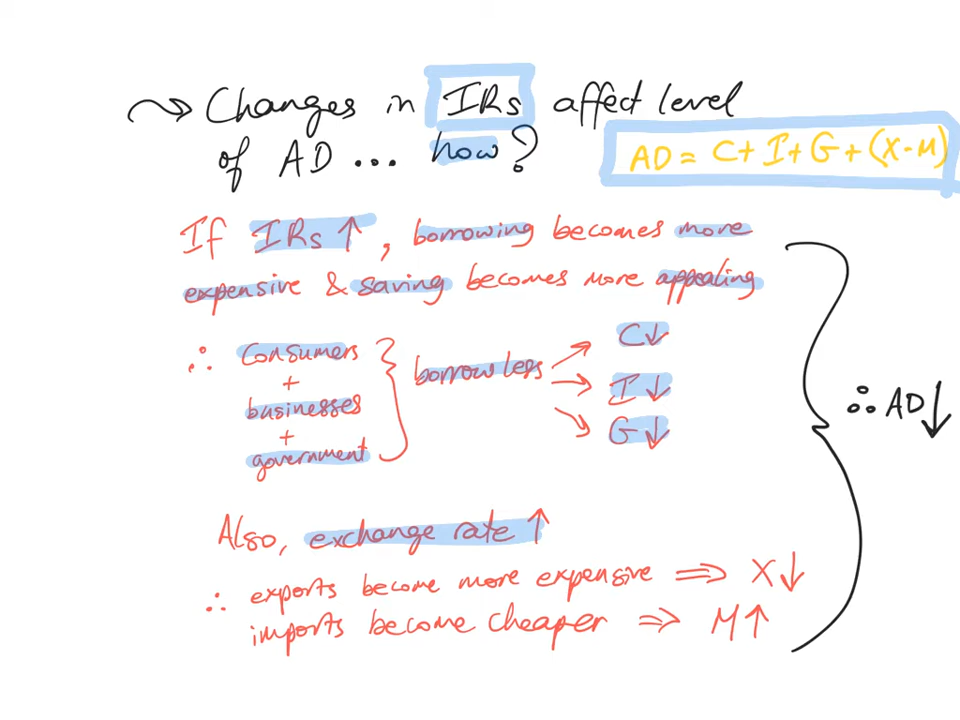 ~> Changes in IRs affect level
of AD ... how?
AD = C + I + G + (X - M)
If IRs ↑, borrowing becomes more
expensive & saving becomes more appealing
∴ consumers
+
businesses
+
government
borrow less
C↓
I↓
G↓
∴ AD↓
Also, exchange rate ↑
∴ exports become more expensive ⇒ X↓
imports become cheaper ⇒ M↑